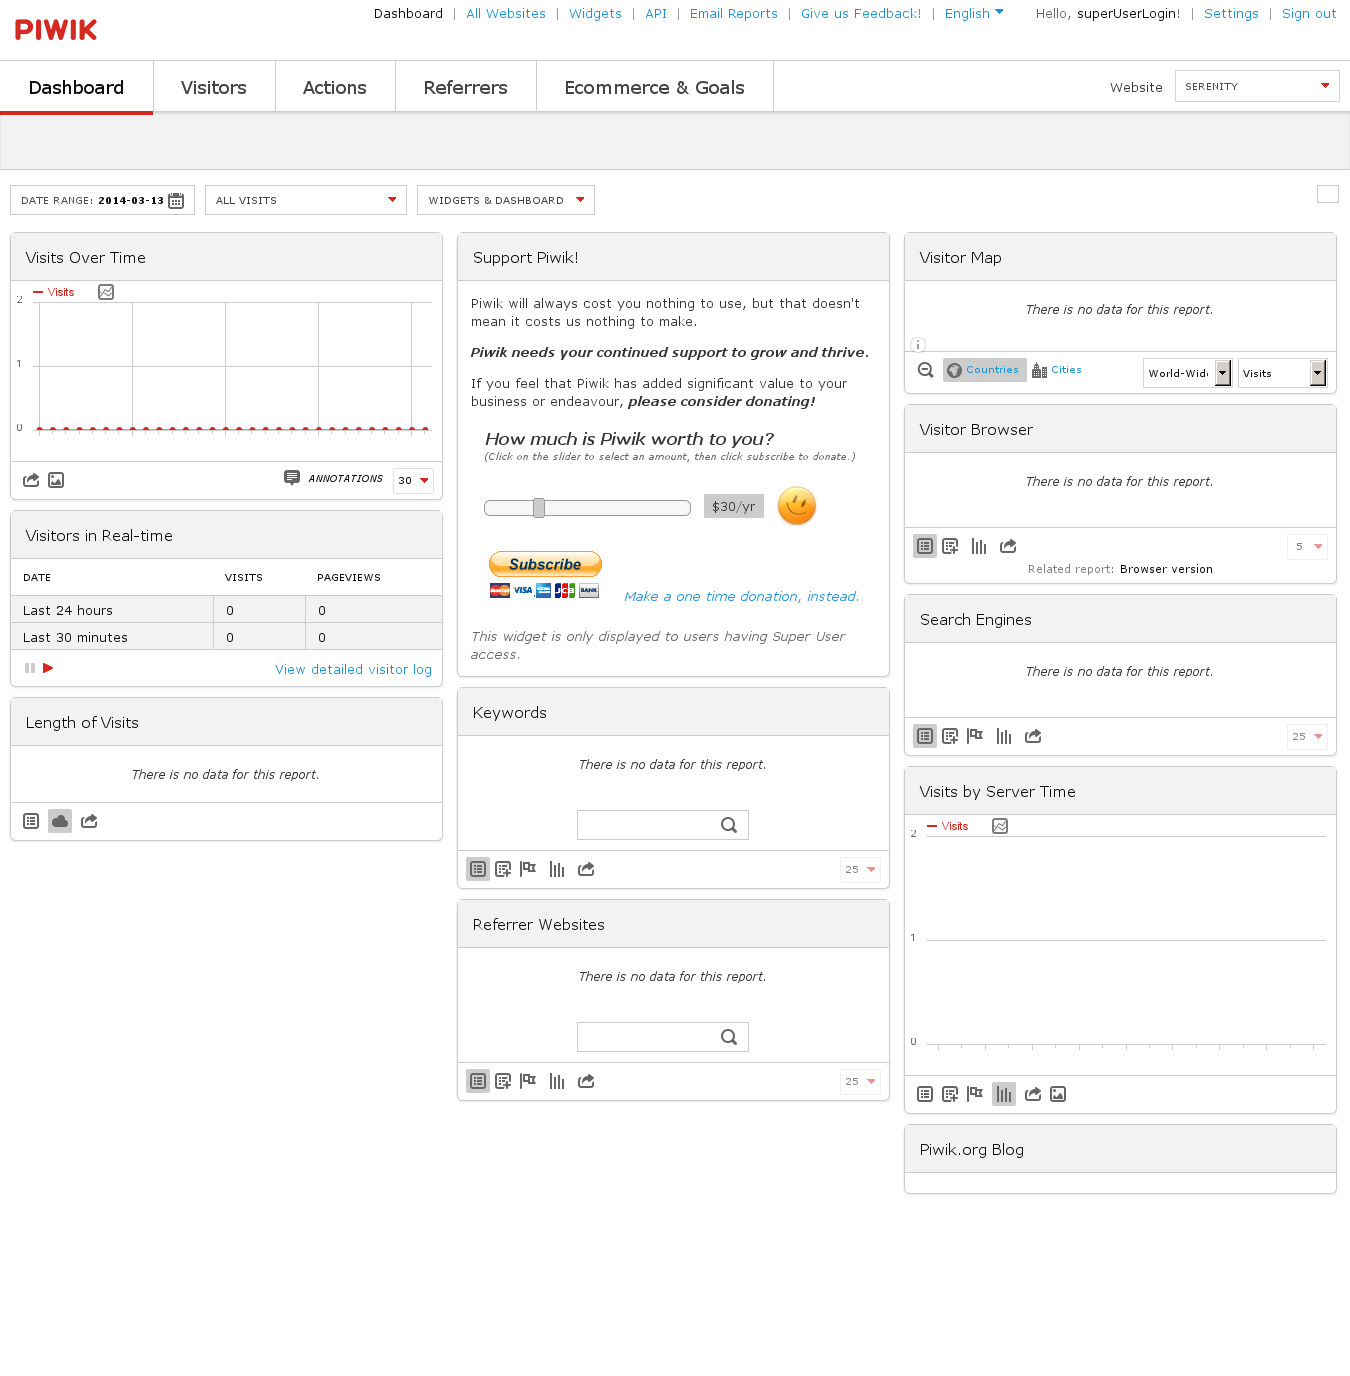 PIWIK
Dashboard | All Websites | Widgets | API | Email Reports | Give us Feedback! | English
Hello, superUserLogin! | Settings | Sign out
Dashboard
Visitors
Actions
Referrers
Ecommerce & Goals
Website
SERENITY
DATE RANGE: 2014-03-13
ALL VISITS
WIDGETS & DASHBOARD
Visits Over Time
Visits
2
1
0
ANNOTATIONS
30
Visitors in Real-time
DATE VISITS PAGEVIEWS
Last 24 hours 0 0
Last 30 minutes 0 0
View detailed visitor log
Length of Visits
There is no data for this report.
Support Piwik!
Piwik will always cost you nothing to use, but that doesn't
mean it costs us nothing to make.
Piwik needs your continued support to grow and thrive.
If you feel that Piwik has added significant value to your
business or endeavour, please consider donating!
How much is Piwik worth to you?
(Click on the slider to select an amount, then click subscribe to donate.)
$30/yr
Subscribe
VISA
JCB
BANK
Make a one time donation, instead.
This widget is only displayed to users having Super User
access.
Keywords
There is no data for this report.
25
Referrer Websites
There is no data for this report.
25
Visitor Map
There is no data for this report.
Countries
Cities
World-Wid
Visits
Visitor Browser
There is no data for this report.
5
Related report: Browser version
Search Engines
There is no data for this report.
25
Visits by Server Time
Visits
2
1
0
Piwik.org Blog